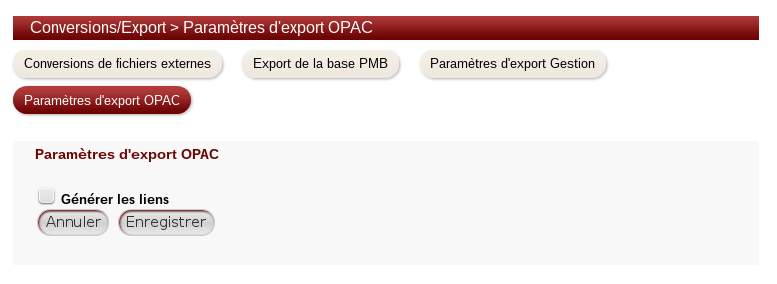 Conversions/Export > Paramètres d'export OPAC
Conversions de fichiers externes Export de la base PMB Paramètres d'export Gestion
Paramètres d'export OPAC
Paramètres d'export OPAC
Générer les liens
Annuler Enregistrer